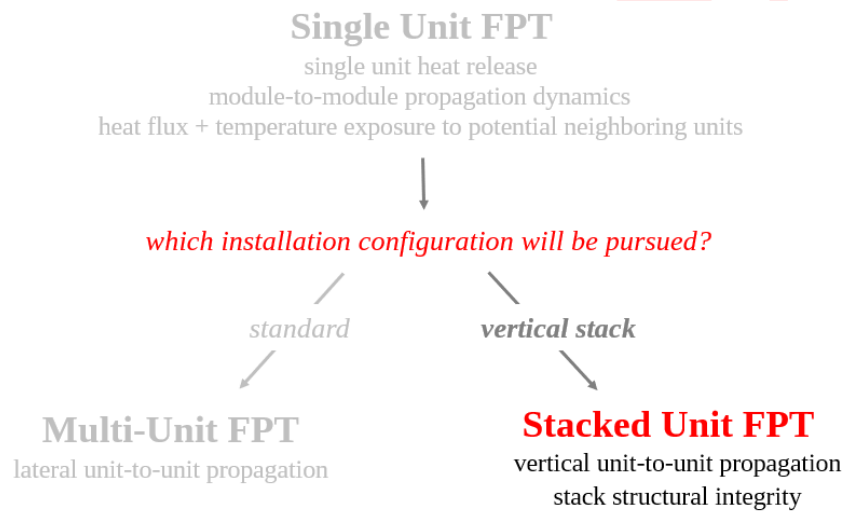 Single Unit FPT
single unit heat release
module-to-module propagation dynamics
heat flux + temperature exposure to potential neighboring units
which installation configuration will be pursued?
standard
vertical stack
Multi-Unit FPT
lateral unit-to-unit propagation
Stacked Unit FPT
vertical unit-to-unit propagation
stack structural integrity